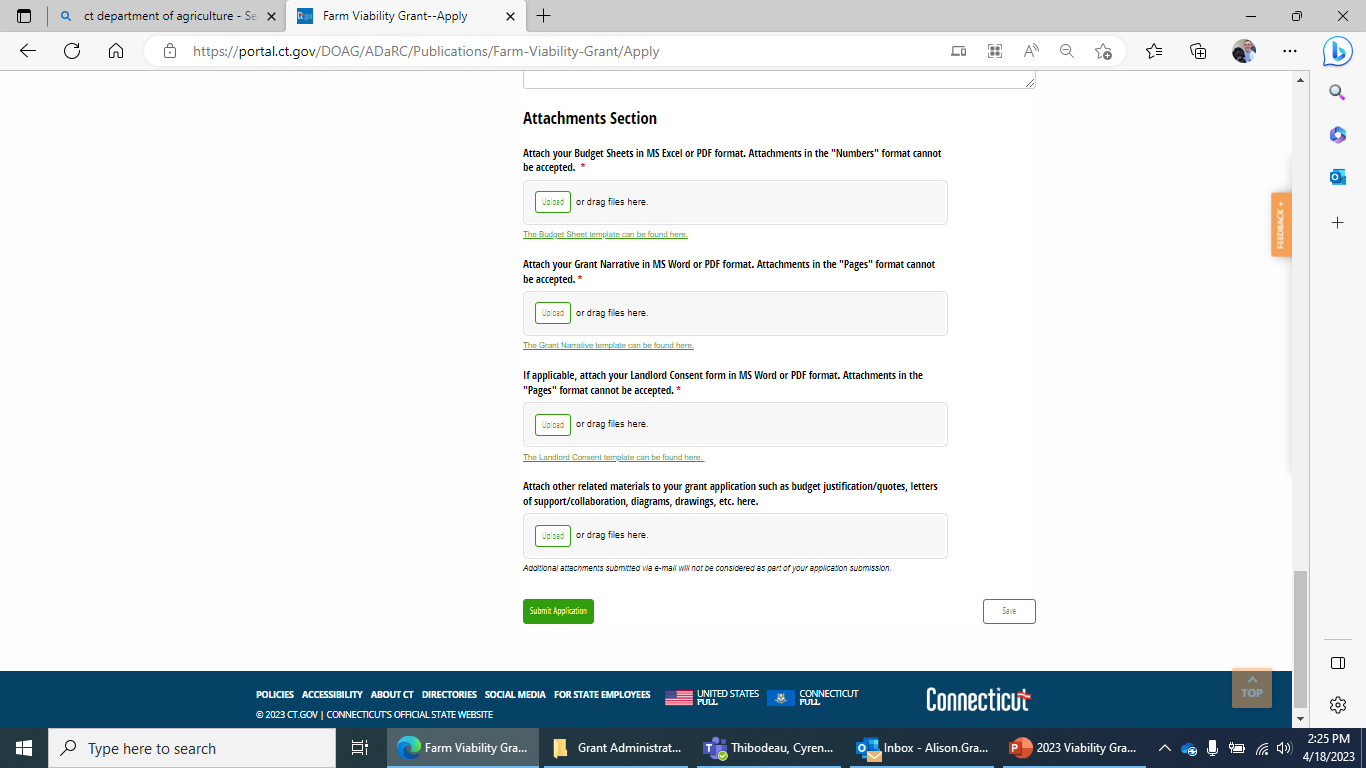 ct department of agriculture - Se
Farm Viability Grant--Apply
https://portal.ct.gov/DOAG/ADaRC/Publications/Farm-Viability-Grant/Apply
Attachments Section
Attach your Budget Sheets in MS Excel or PDF format. Attachments in the "Numbers" format cannot
be accepted. *
Upload or drag files here.
The Budget Sheet template can be found here.
Attach your Grant Narrative in MS Word or PDF format. Attachments in the "Pages" format cannot
be accepted. *
Upload or drag files here.
The Grant Narrative template can be found here.
If applicable, attach your Landlord Consent form in MS Word or PDF format. Attachments in the
"Pages" format cannot be accepted. *
Upload or drag files here.
The Landlord Consent template can be found here.
Attach other related materials to your grant application such as budget justification/quotes, letters
of support/collaboration, diagrams, drawings, etc. here.
Upload or drag files here.
Additional attachments submitted via e-mail will not be considered as part of your application submission.
Submit Application
Save
FEEDBACK +
TOP
POLICIES ACCESSIBILITY ABOUT CT DIRECTORIES SOCIAL MEDIA FOR STATE EMPLOYEES
UNITED STATES
FULL
CONNECTICUT
FULL
Connecticut
© 2023 CT.GOV | CONNECTICUT'S OFFICIAL STATE WEBSITE
Type here to search
Farm Viability Gra...
Grant Administrat...
Thibodeau, Cyren...
Inbox - Alison.Gra...
2023 Viability Gra...
2:25 PM
4/18/2023